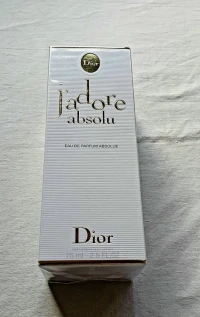 Dior
j'adore
absolu
EAU DE PARFUM ABSOLUE
Dior